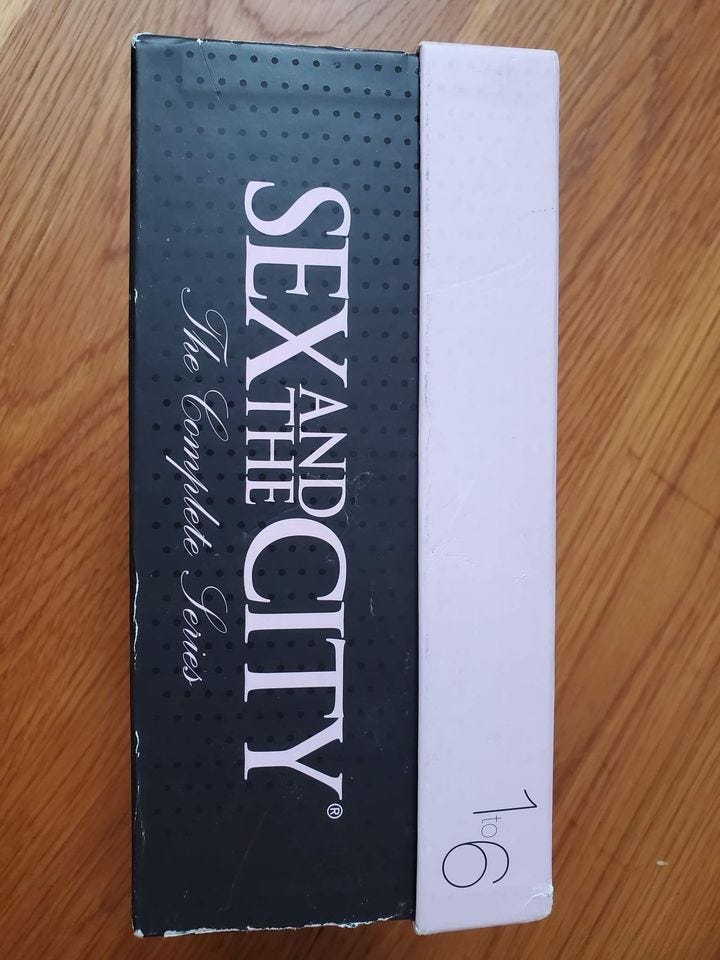 1 to 6
SEX AND THE CITY®
The Complete Series